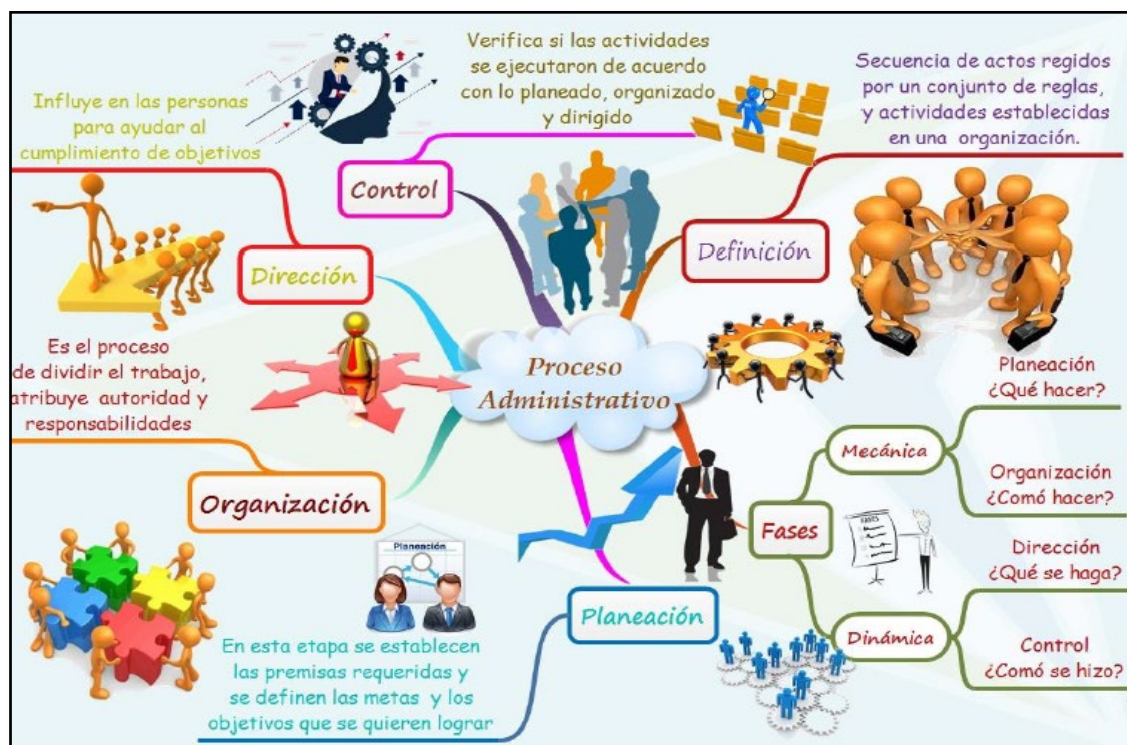 Proceso
Administrativo
Definición
Secuencia de actos regidos
por un conjunto de reglas,
y actividades establecidas
en una organización.
Fases
Mecánica
Planeación
¿Qué hacer?
Organización
¿Comó hacer?
Dinámica
Dirección
¿Qué se haga?
Control
¿Comó se hizo?
FASES
Planeación
En esta etapa se establecen
las premisas requeridas y
se definen las metas y los
objetivos que se quieren lograr
Planeación
Organización
Es el proceso
de dividir el trabajo,
atribuye autoridad y
responsabilidades
Dirección
Influye en las personas
para ayudar al
cumplimiento de objetivos
Control
Verifica si las actividades
se ejecutaron de acuerdo
con lo planeado, organizado
y dirigido